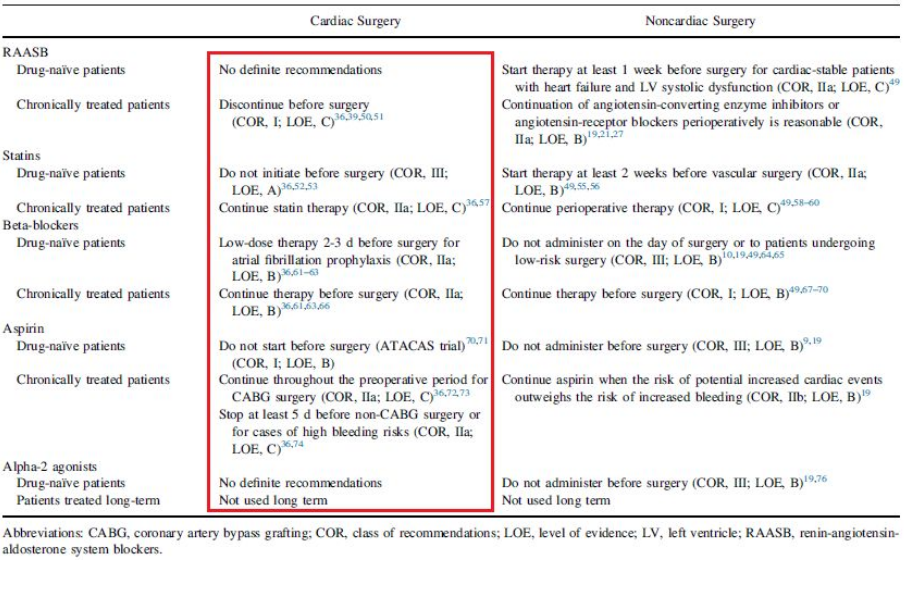 Cardiac Surgery Noncardiac Surgery
RAASB
Drug-naïve patients No definite recommendations Start therapy at least 1 week before surgery for cardiac-stable patients
with heart failure and LV systolic dysfunction (COR, IIa; LOE, C)49
Chronically treated patients Discontinue before surgery Continuation of angiotensin-converting enzyme inhibitors or
(COR, I; LOE, C)36,39,50,51 angiotensin-receptor blockers perioperatively is reasonable (COR,
IIa; LOE, B)19,21,27
Statins
Drug-naïve patients Do not initiate before surgery (COR, III; Start therapy at least 2 weeks before vascular surgery (COR, IIa;
LOE, A)36,52,53 LOE, B)49,55,56
Chronically treated patients Continue statin therapy (COR, IIa; LOE, C)36,57 Continue perioperative therapy (COR, I; LOE, C)49,58–60
Beta-blockers
Drug-naïve patients Low-dose therapy 2-3 d before surgery for Do not administer on the day of surgery or to patients undergoing
atrial fibrillation prophylaxis (COR, IIa; low-risk surgery (COR, III; LOE, B)10,19,49,64,65
LOE, B)36,61–63
Chronically treated patients Continue therapy before surgery (COR, IIa; Continue therapy before surgery (COR, I; LOE, B)49,67–70
LOE, B)36,61,63,66
Aspirin
Drug-naïve patients Do not start before surgery (ATACAS trial)70,71 Do not administer before surgery (COR, III; LOE, B)9,19
(COR, I; LOE, B)
Chronically treated patients Continue throughout the preoperative period for Continue aspirin when the risk of potential increased cardiac events
CABG surgery (COR, IIa; LOE, C)36,72,73 outweighs the risk of increased bleeding (COR, IIb; LOE, B)19
Stop at least 5 d before non-CABG surgery or
for cases of high bleeding risks (COR, IIa;
LOE, C)36,74
Alpha-2 agonists
Drug-naïve patients No definite recommendations Do not administer before surgery (COR, III; LOE, B)19,76
Patients treated long-term Not used long term Not used long term
Abbreviations: CABG, coronary artery bypass grafting; COR, class of recommendations; LOE, level of evidence; LV, left ventricle; RAASB, renin-angiotensin-
aldosterone system blockers.